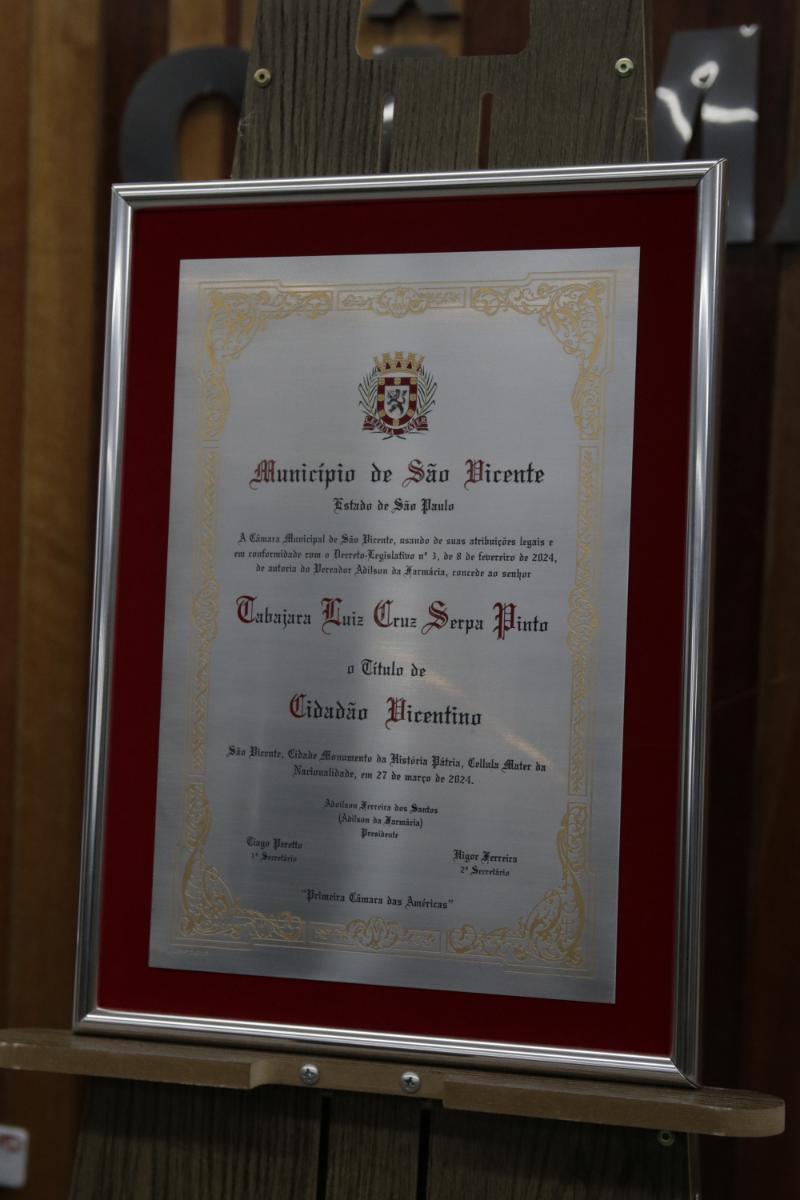 CELLULA MATER
Município de São Vicente
Estado de São Paulo
A Câmara Municipal de São Vicente, usando de suas atribuições legais e
em conformidade com o Decreto-Legislativo nº 3, de 8 de fevereiro de 2024,
de autoria do Vereador Adilson da Farmácia, concede ao senhor
Tabajara Luiz Cruz Serpa Pinto
o Título de
Cidadão Vicentino
São Vicente, Cidade Monumento da História Pátria, Cellula Mater da
Nacionalidade, em 27 de março de 2024.
Adoilson Ferreira dos Santos
(Adilson da Farmária)
Presidente
Tiago Peretto
1º Secretário
Higor Ferreira
2º Secretário
"Primeira Câmara das Américas"